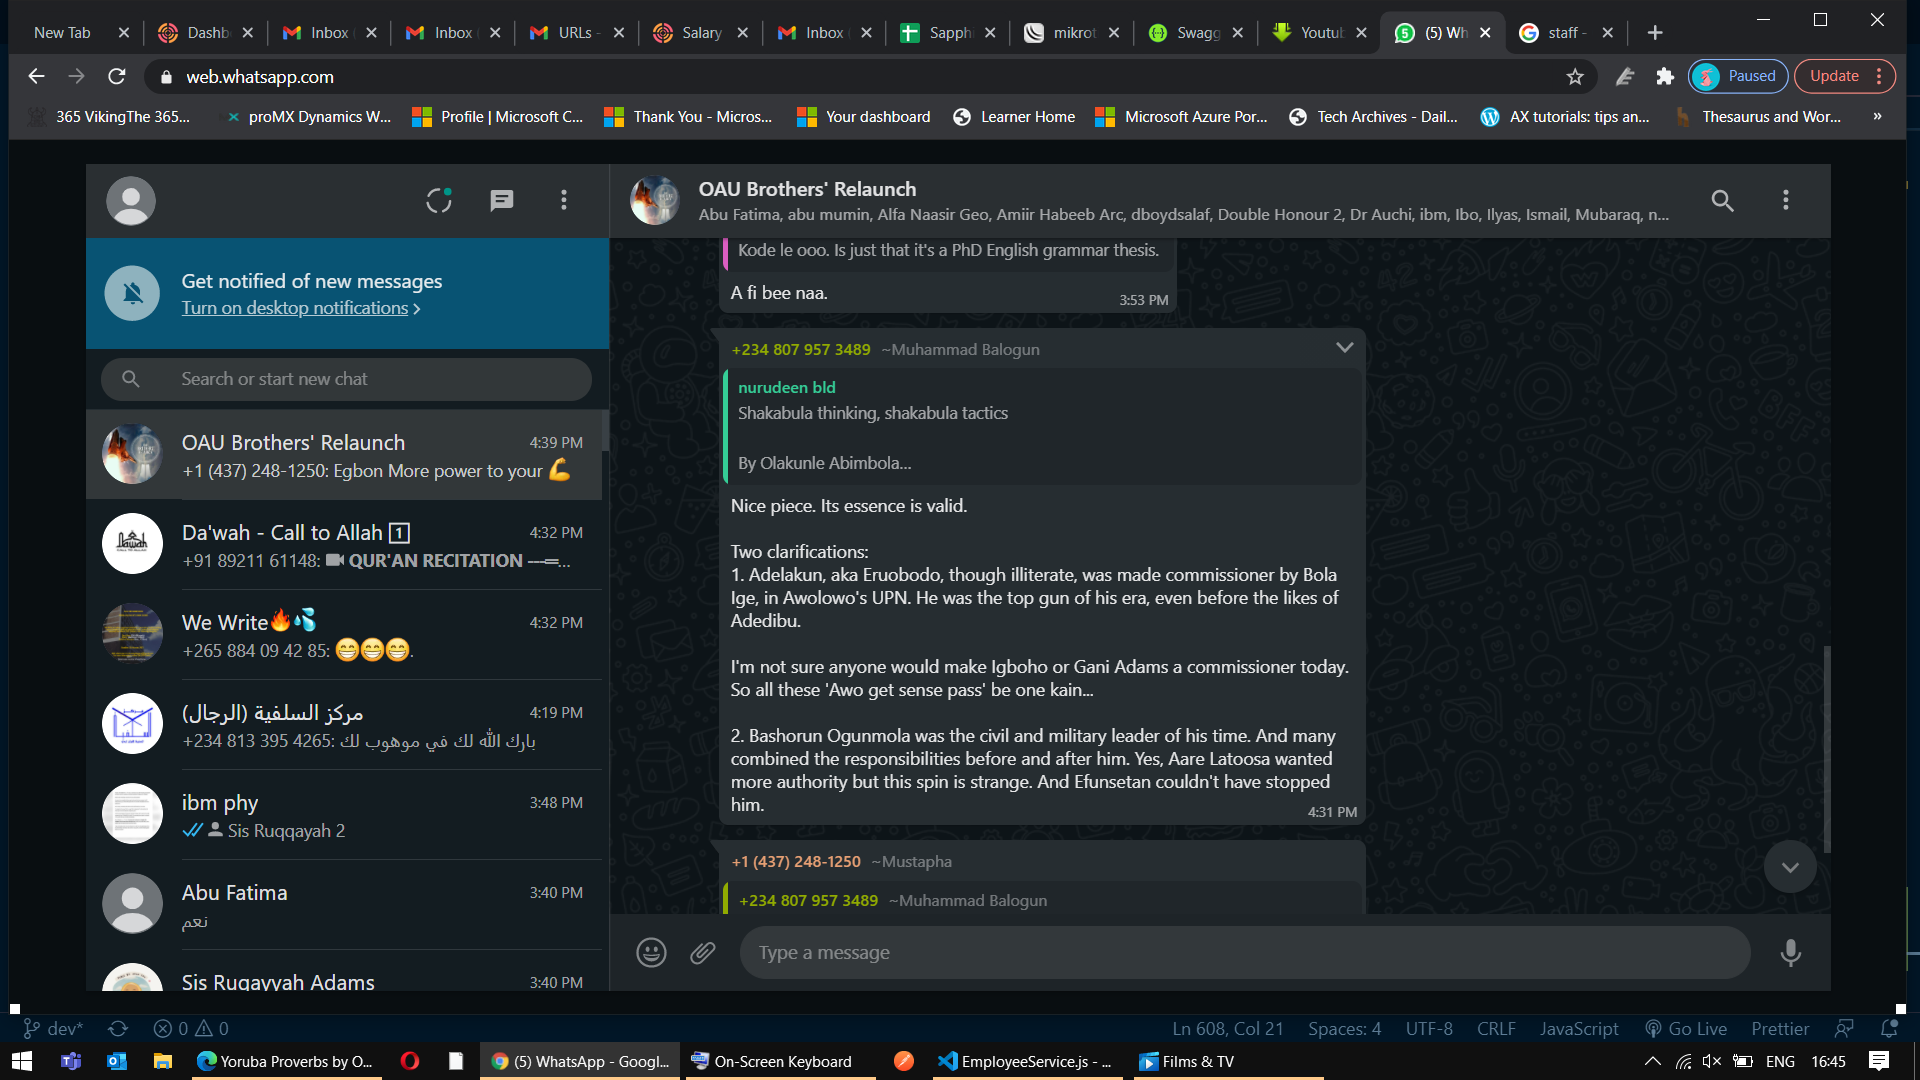 New Tab
Dashb
Inbox
Inbox
URLs -
Salary
Inbox
Sapph
mikrot
Swagg
Youtub
(5) Wh
staff -
web.whatsapp.com
Paused
Update
365 VikingThe 365...
proMX Dynamics W...
Profile | Microsoft C...
Thank You - Micros...
Your dashboard
Learner Home
Microsoft Azure Por...
Tech Archives - Dail...
AX tutorials: tips an...
Thesaurus and Wor...
»
Get notified of new messages
Turn on desktop notifications >
Search or start new chat
OAU Brothers' Relaunch
4:39 PM
+1 (437) 248-1250: Egbon More power to your 💪
Da'wah - Call to Allah 1️⃣
4:32 PM
+91 89211 61148: QUR'AN RECITATION -–=...
We Write🔥💦
4:32 PM
+265 884 09 42 85: 😁😁😁.
مركز السلفية (الرجال)
4:19 PM
+234 813 395 4265: بارك الله لك في موهوب لك
ibm phy
3:48 PM
Sis Ruqqayah 2
Abu Fatima
3:40 PM
نعم
Sis Ruqayyah Adams
3:40 PM
OAU Brothers' Relaunch
Abu Fatima, abu mumin, Alfa Naasir Geo, Amiir Habeeb Arc, dboydsalaf, Double Honour 2, Dr Auchi, ibm, Ibo, Ilyas, Ismail, Mubaraq, n...
Kode le ooo. Is just that it's a PhD English grammar thesis.
A fi bee naa.
3:53 PM
+234 807 957 3489 ~Muhammad Balogun
nurudeen bld
Shakabula thinking, shakabula tactics
By Olakunle Abimbola...
Nice piece. Its essence is valid.
Two clarifications:
1. Adelakun, aka Eruobodo, though illiterate, was made commissioner by Bola
Ige, in Awolowo's UPN. He was the top gun of his era, even before the likes of
Adedibu.
I'm not sure anyone would make Igboho or Gani Adams a commissioner today.
So all these 'Awo get sense pass' be one kain...
2. Bashorun Ogunmola was the civil and military leader of his time. And many
combined the responsibilities before and after him. Yes, Aare Latoosa wanted
more authority but this spin is strange. And Efunsetan couldn't have stopped
him.
4:31 PM
+1 (437) 248-1250 ~Mustapha
+234 807 957 3489 ~Muhammad Balogun
Type a message
dev*
0
0
Ln 608, Col 21
Spaces: 4
UTF-8
CRLF
JavaScript
Go Live
Prettier
Yoruba Proverbs by O...
(5) WhatsApp - Googl...
On-Screen Keyboard
EmployeeService.js - ...
Films & TV
ENG
16:45